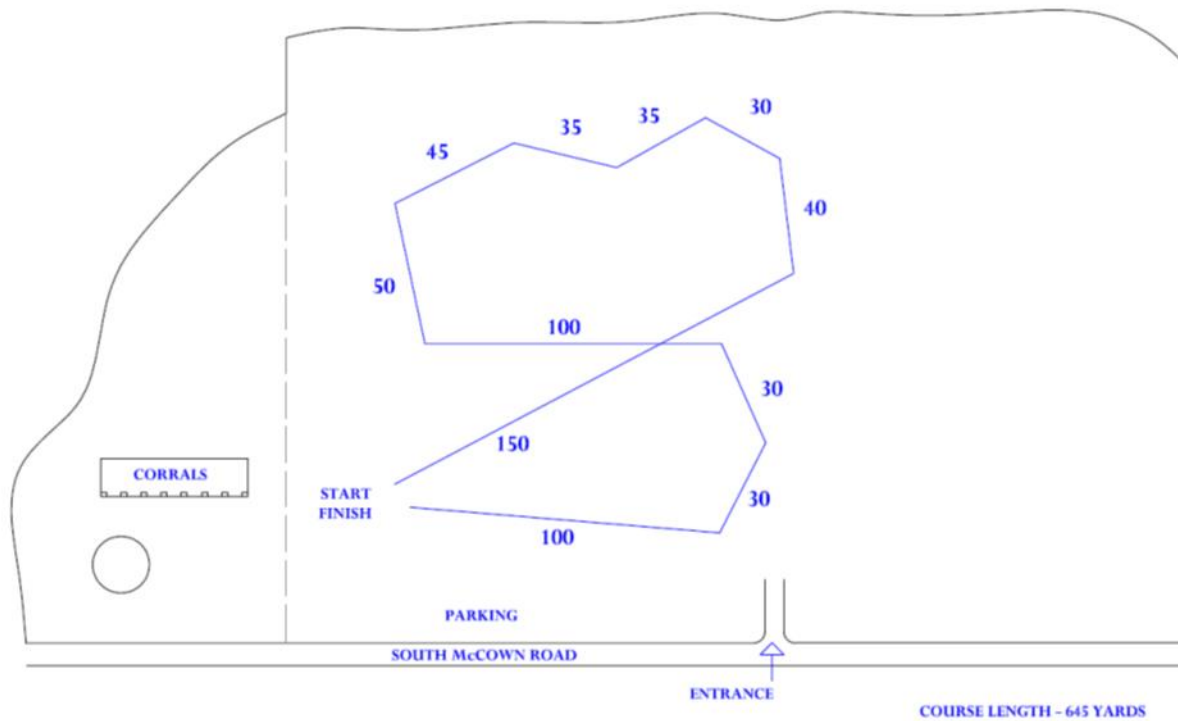 30
35
35
45
40
50
100
30
150
CORRALS
START
FINISH
30
100
PARKING
SOUTH McCOWN ROAD
ENTRANCE
COURSE LENGTH - 645 YARDS